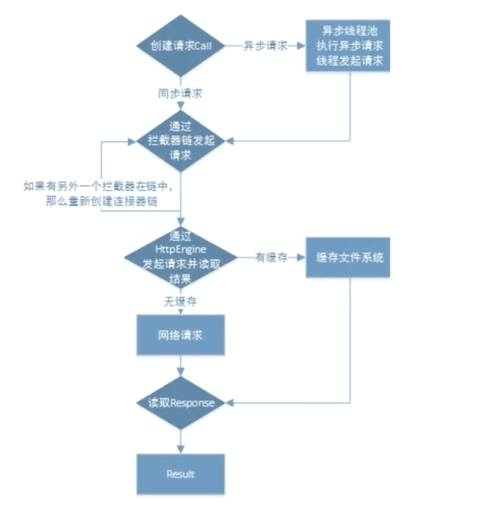 创建请求Call
异步请求
异步线程池
执行异步请求
线程发起请求
同步请求
通过
拦截器链发起
请求
如果有另外一个拦截器在链中,
那么重新创建连接器链
通过
HttpEngine
发起请求并读取
结果
有缓存
缓存文件系统
无缓存
网络请求
读取Response
Result